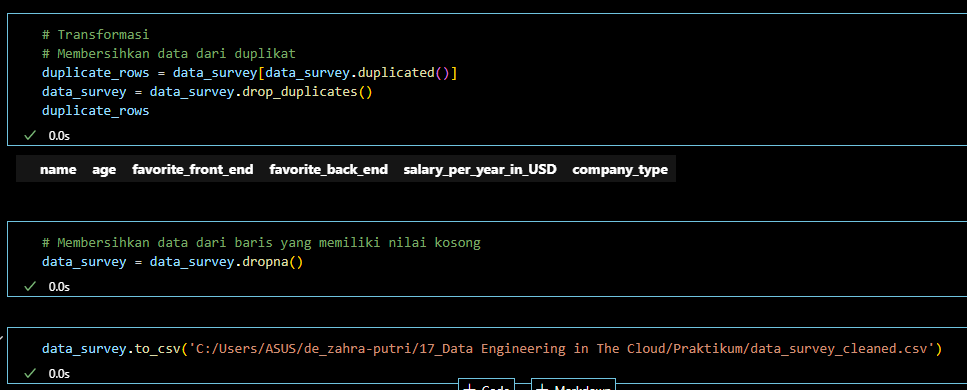 # Transformasi
# Membersihkan data dari duplikat
duplicate_rows = data_survey[data_survey.duplicated()]
data_survey = data_survey.drop_duplicates()
duplicate_rows
0.0s
name age favorite_front_end favorite_back_end salary_per_year_in_USD company_type
# Membersihkan data dari baris yang memiliki nilai kosong
data_survey = data_survey.dropna()
0.0s
data_survey.to_csv('C:/Users/ASUS/de_zahra-putri/17_Data Engineering in The Cloud/Praktikum/data_survey_cleaned.csv')
0.0s
+ Code + Markdown